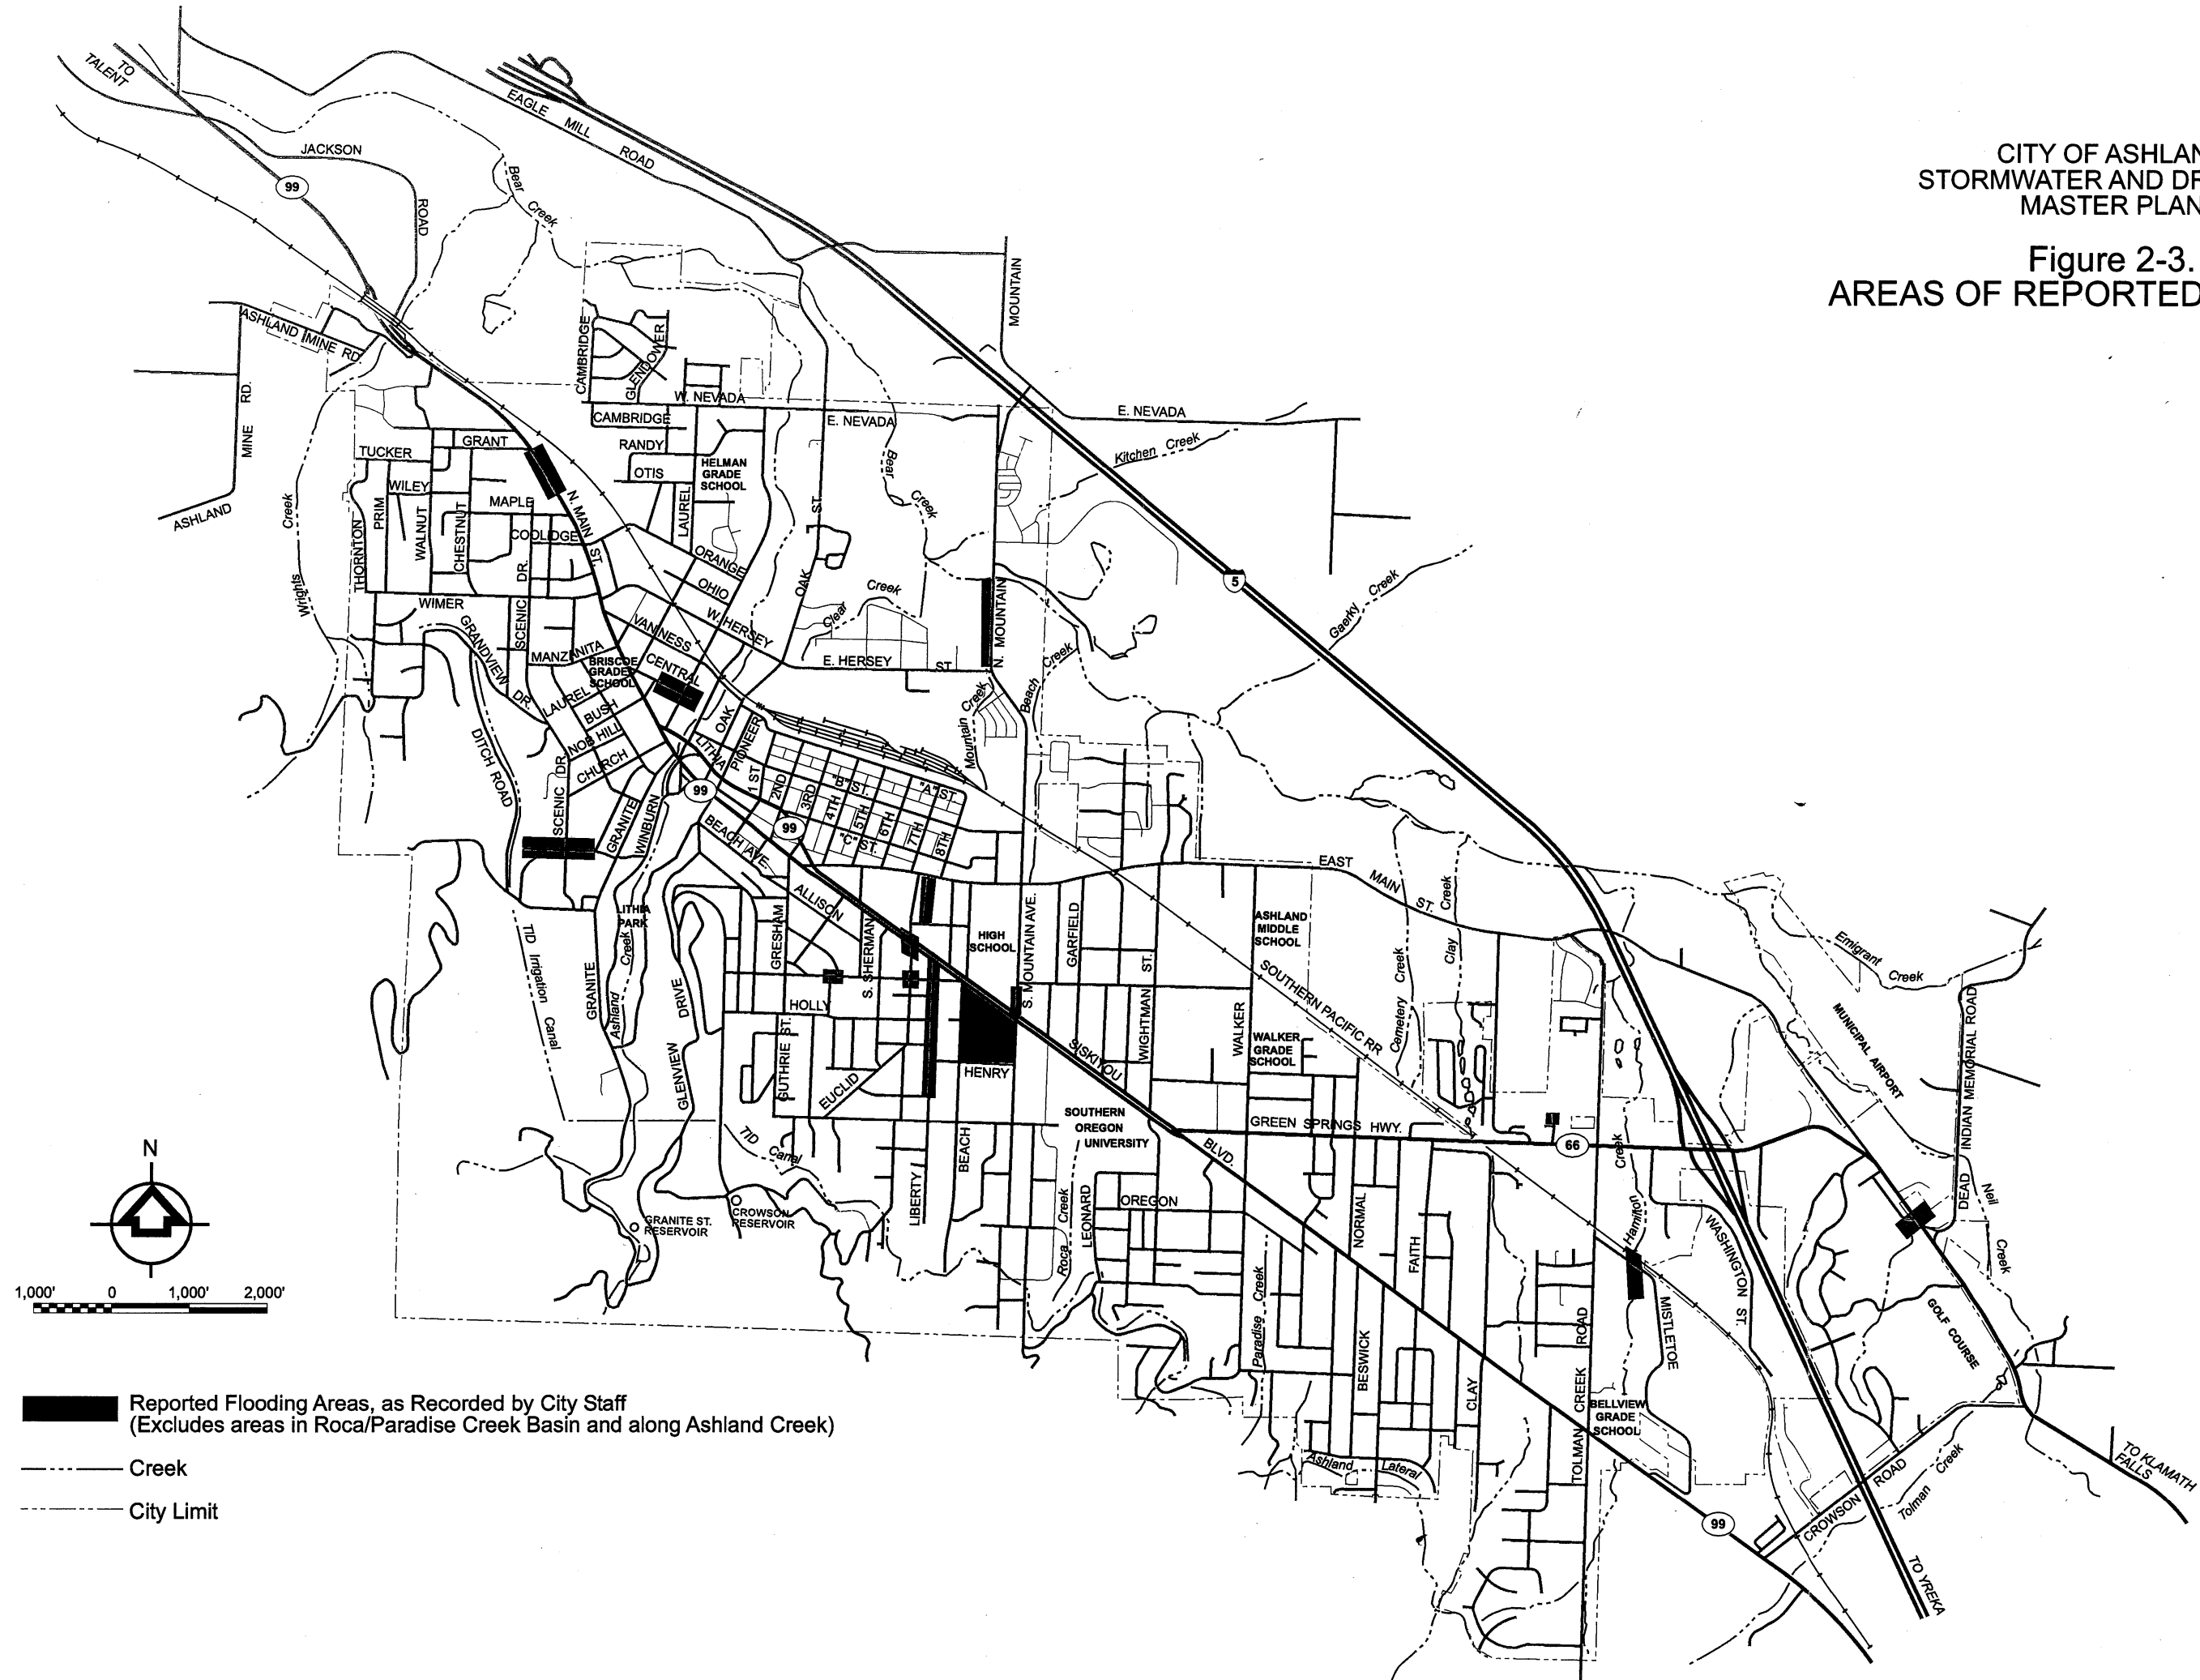 CITY OF ASHLAN
STORMWATER AND DR
MASTER PLAN
Figure 2-3.
AREAS OF REPORTED
TO
TALENT
EAGLE MILL ROAD
JACKSON
ROAD
99
Bear
Creek
MOUNTAIN
ASHLAND MINE RD.
CAMBRIDGE
GLENDOWER
W. NEVADA
CAMBRIDGE
E. NEVADA
E. NEVADA
MINE RD.
ASHLAND
GRANT
TUCKER
RANDY
OTIS
HELMAN
GRADE
SCHOOL
Kitchen Creek
Bear
Creek
WILEY
MAPLE
PRIM
WALNUT
CHESTNUT
COOLIDGE
N. MAIN ST.
LAUREL
ST.
OAK
THORNTON
DR.
SCENIC
Creek
Wrights
ORANGE
OHIO
W. HERSEY
VAN NESS
Clear
Creek
5
Gaerky Creek
N. MOUNTAIN
WIMER
GRANDVIEW
DR.
MANZANITA
BRISCOE
GRADE
SCHOOL
CENTRAL
E. HERSEY ST.
LAUREL
BUSH
NOB HILL
CHURCH
DITCH ROAD
SCENIC DR.
OAK
PIONEER
LITHIA
Mountain Creek
Beach
Creek
1 ST
2ND
3RD
4TH
5TH
6TH
7TH
8TH
"B" ST.
"A" ST.
"C" ST.
99
99
GRANITE
WINBURN
BEACH AVE.
ALLISON
EAST
MAIN
ST.
LITHIA
PARK
GRESHAM
S. SHERMAN
HIGH
SCHOOL
S. MOUNTAIN AVE.
GARFIELD
ST.
WIGHTMAN
ASHLAND
MIDDLE
SCHOOL
Creek
Clay
Cemetery Creek
Emigrant
Creek
TID Irrigation Canal
GRANITE
Creek
Ashland
GLENVIEW
DRIVE
HOLLY
GUTHRIE ST.
EUCLID
HENRY
SISKIYOU
WALKER
WALKER
GRADE
SCHOOL
SOUTHERN PACIFIC RR
MUNICIPAL AIRPORT
DEAD INDIAN MEMORIAL ROAD
SOUTHERN
OREGON
UNIVERSITY
GREEN SPRINGS HWY.
66
BLVD.
TID
Canal
LIBERTY
BEACH
Roca Creek
LEONARD
OREGON
NORMAL
FAITH
Hamilton
Creek
WASHINGTON ST.
Neil
Creek
N
GRANITE ST.
RESERVOIR
CROWSON
RESERVOIR
Paradise Creek
BESWICK
CLAY
TOLMAN CREEK ROAD
MISTLETOE
GOLF COURSE
BELLVIEW
GRADE
SCHOOL
1,000' 0 1,000' 2,000'
Ashland
Lateral
99
CROWSON ROAD
Tolman
Creek
TO KLAMATH
FALLS
TO YREKA
Reported Flooding Areas, as Recorded by City Staff
(Excludes areas in Roca/Paradise Creek Basin and along Ashland Creek)
Creek
City Limit